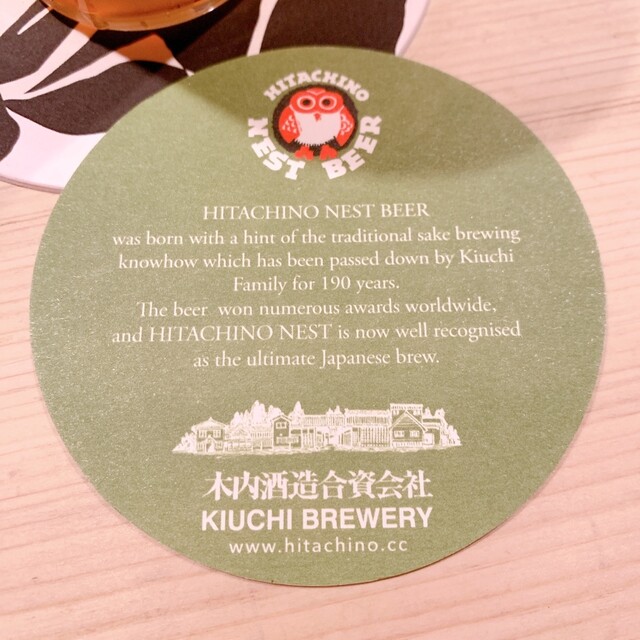 HITACHINO
NEST BEER
HITACHINO NEST BEER
was born with a hint of the traditional sake brewing
knowhow which has been passed down by Kiuchi
Family for 190 years.
The beer won numerous awards worldwide,
and HITACHINO NEST is now well recognised
as the ultimate Japanese brew.
木内酒造合資会社
KIUCHI BREWERY
www.hitachino.cc